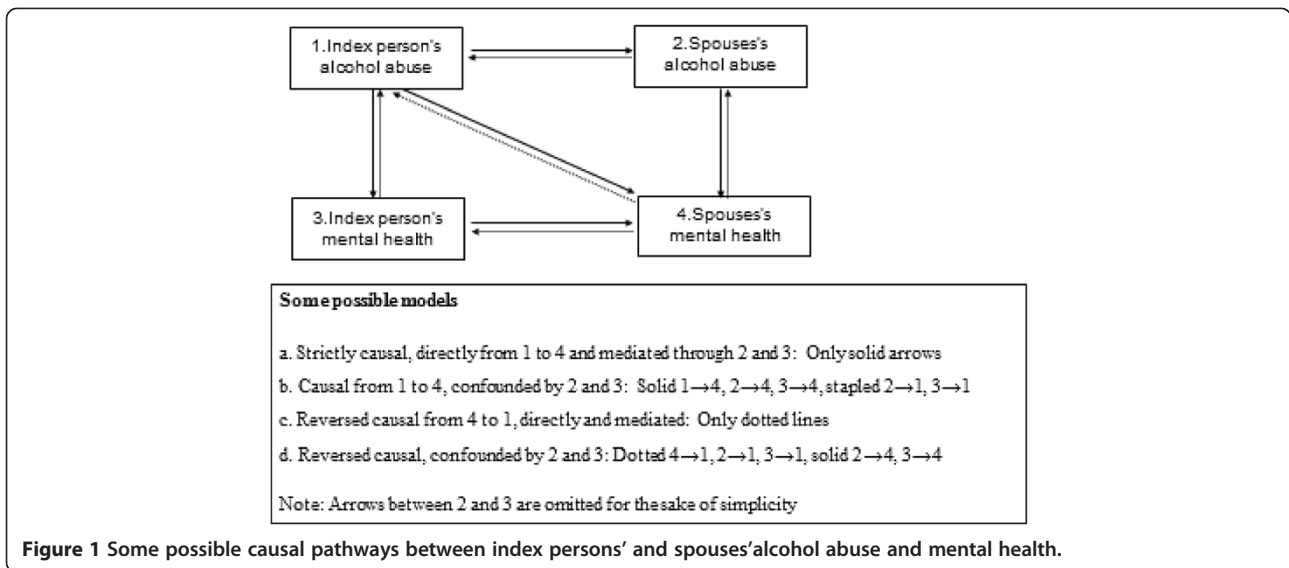 1.Index person's
alcohol abuse
2.Spouses's
alcohol abuse
3.Index person's
mental health
4.Spouses's
mental health
Some possible models
a. Strictly causal, directly from 1 to 4 and mediated through 2 and 3: Only solid arrows
b. Causal from 1 to 4, confounded by 2 and 3: Solid 1→4, 2→4, 3→4, stapled 2→1, 3→1
c. Reversed causal from 4 to 1, directly and mediated: Only dotted lines
d. Reversed causal, confounded by 2 and 3: Dotted 4→1, 2→1, 3→1, solid 2→4, 3→4
Note: Arrows between 2 and 3 are omitted for the sake of simplicity
Figure 1 Some possible causal pathways between index persons' and spouses'alcohol abuse and mental health.